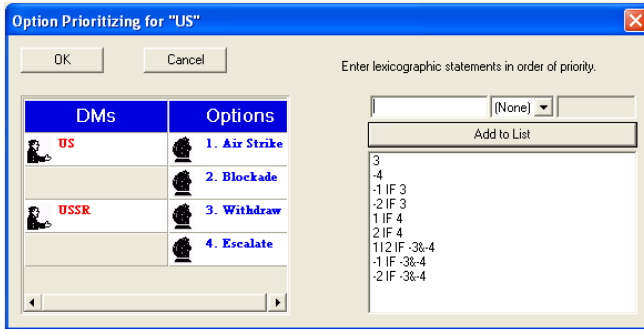 Option Prioritizing for "US"
OK
Cancel
Enter lexicographic statements in order of priority.
DMs
Options
US
1. Air Strike
2. Blockade
USSR
3. Withdraw
4. Escalate
(None)
Add to List
3
-4
-1 IF 3
-2 IF 3
1 IF 4
2 IF 4
1|2 IF -3&-4
-1 IF -3&-4
-2 IF -3&-4